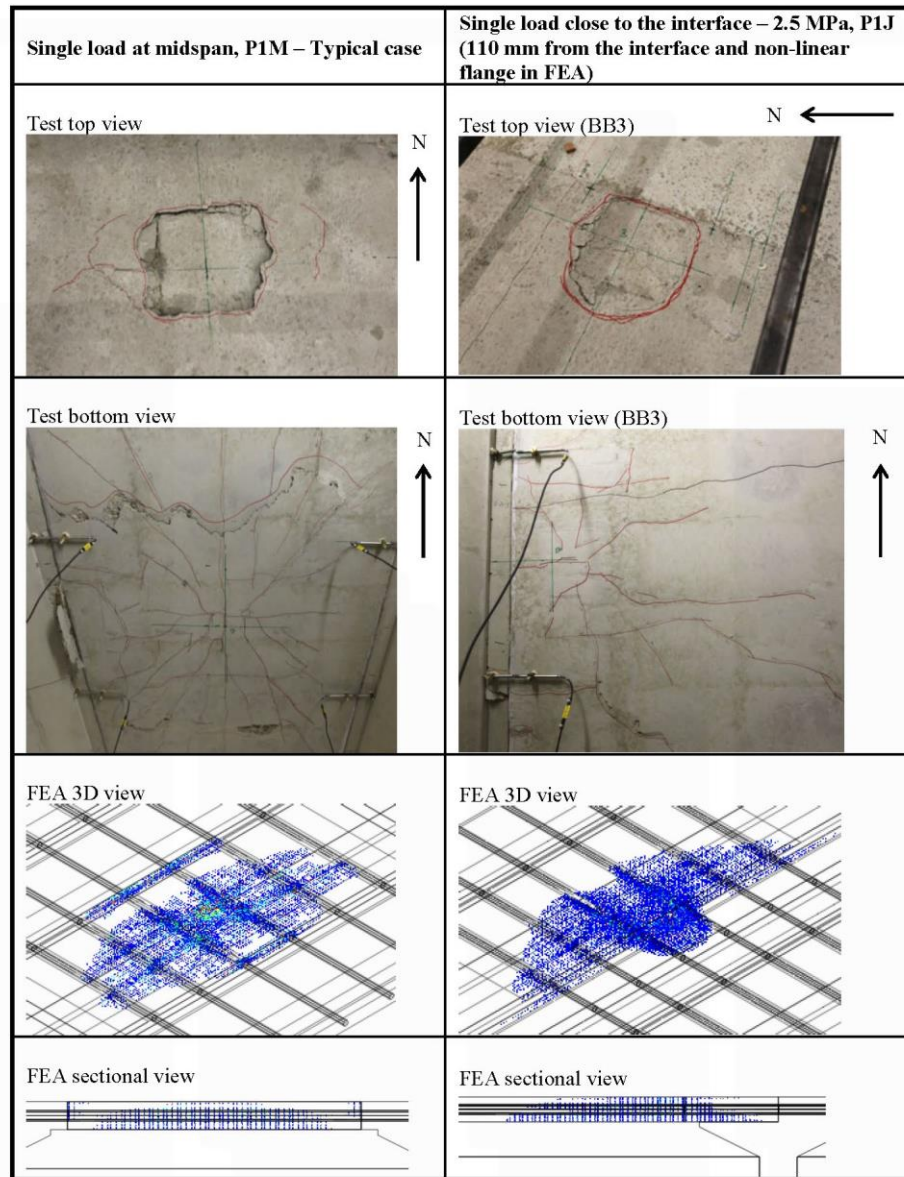 Single load at midspan, P1M – Typical case
Single load close to the interface – 2.5 MPa, P1J
(110 mm from the interface and non-linear
flange in FEA)
Test top view
N
Test top view (BB3)
N
Test bottom view
N
Test bottom view (BB3)
N
FEA 3D view
FEA 3D view
FEA sectional view
FEA sectional view